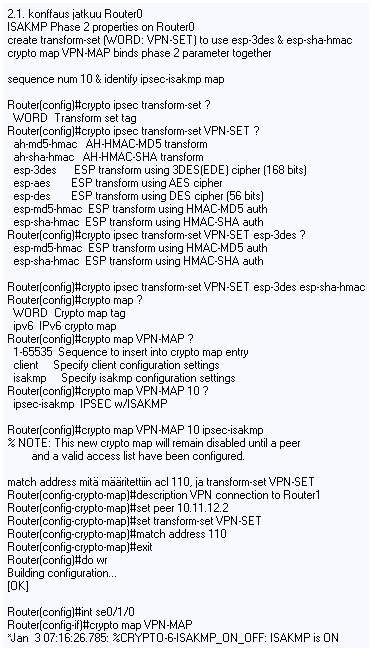 2.1. konffaus jatkuu Router0
ISAKMP Phase 2 properties on Router0
create transform-set (WORD: VPN-SET) to use esp-3des & esp-sha-hmac
crypto map VPN-MAP binds phase 2 parameter together
sequence num 10 & identify ipsec-isakmp map
Router(config)#crypto ipsec transform-set ?
WORD  Transform set tag
Router(config)#crypto ipsec transform-set VPN-SET ?
ah-md5-hmac   AH-HMAC-MD5 transform
ah-sha-hmac   AH-HMAC-SHA transform
esp-3des      ESP transform using 3DES(EDE) cipher (168 bits)
esp-aes       ESP transform using AES cipher
esp-des       ESP transform using DES cipher (56 bits)
esp-md5-hmac  ESP transform using HMAC-MD5 auth
esp-sha-hmac  ESP transform using HMAC-SHA auth
Router(config)#crypto ipsec transform-set VPN-SET esp-3des ?
esp-md5-hmac  ESP transform using HMAC-MD5 auth
esp-sha-hmac  ESP transform using HMAC-SHA auth
Router(config)#crypto ipsec transform-set VPN-SET esp-3des esp-sha-hmac
Router(config)#crypto map ?
WORD  Crypto map tag
ipv6  IPv6 crypto map
Router(config)#crypto map VPN-MAP ?
1-65535  Sequence to insert into crypto map entry
client     Specify client configuration settings
isakmp     Specify isakmp configuration settings
Router(config)#crypto map VPN-MAP 10 ?
ipsec-isakmp  IPSEC w/ISAKMP
Router(config)#crypto map VPN-MAP 10 ipsec-isakmp
% NOTE: This new crypto map will remain disabled until a peer
and a valid access list have been configured.
match address mitä määritettiin acl 110, ja transform-set VPN-SET
Router(config-crypto-map)#description VPN connection to Router1
Router(config-crypto-map)#set peer 10.11.12.2
Router(config-crypto-map)#set transform-set VPN-SET
Router(config-crypto-map)#match address 110
Router(config-crypto-map)#exit
Router(config)#do wr
Building configuration...
[OK]
Router(config)#int se0/1/0
Router(config-if)#crypto map VPN-MAP
*Jan  3 07:16:26.785: %CRYPTO-6-ISAKMP_ON_OFF: ISAKMP is ON